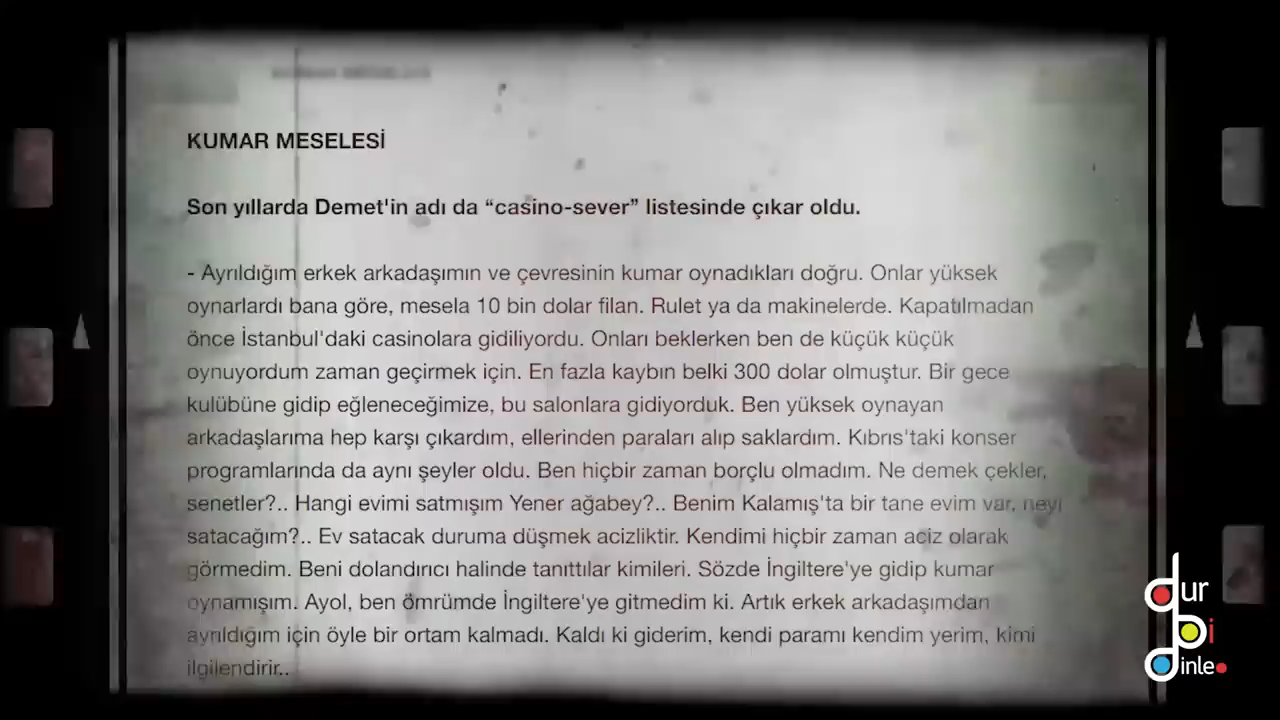 KUMAR MESELESİ
Son yıllarda Demet'in adı da “casino-sever” listesinde çıkar oldu.
- Ayrıldığım erkek arkadaşımın ve çevresinin kumar oynadıkları doğru. Onlar yüksek
oynarlardı bana göre, mesela 10 bin dolar filan. Rulet ya da makinelerde. Kapatılmadan
önce İstanbul'daki casinolara gidiliyordu. Onları beklerken ben de küçük küçük
oynuyordum zaman geçirmek için. En fazla kaybın belki 300 dolar olmuştur. Bir gece
kulübüne gidip eğleneceğimize, bu salonlara gidiyorduk. Ben yüksek oynayan
arkadaşlarıma hep karşı çıkardım, ellerinden paraları alıp saklardım. Kıbrıs'taki konser
programlarında da aynı şeyler oldu. Ben hiçbir zaman borçlu olmadım. Ne demek çekler,
senetler?.. Hangi evimi satmışım Yener ağabey?.. Benim Kalamış'ta bir tane evim var, neyi
satacağım?.. Ev satacak duruma düşmek acizliktir. Kendimi hiçbir zaman aciz olarak
görmedim. Beni dolandırıcı halinde tanıttılar kimileri. Sözde İngiltere'ye gidip kumar
oynamışım. Ayol, ben ömrümde İngiltere'ye gitmedim ki. Artık erkek arkadaşımdan
ayrıldığım için öyle bir ortam kalmadı. Kaldı ki giderim, kendi paramı kendim yerim, kimi
ilgilendirir..
dur
bi
dinle